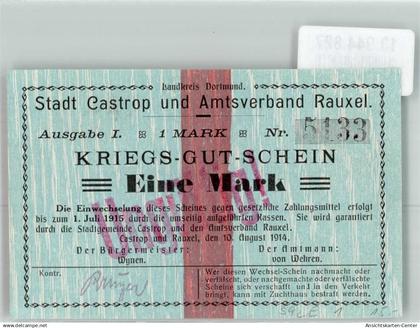 Landkreis Dortmund.
Stadt Castrop und Amtsverband Rauxel.
Ausgabe I. 1 MARK Nr. 5133
KRIEGS-GUT-SCHEIN
Eine Mark
Die Einwechselung dieses Scheines gegen gesetzliche Zahlungsmittel erfolgt
bis zum 1. Juli 1915 durch die umseitig aufgeführten Kassen. Sie wird garantiert
durch die Stadtgemeinde Castrop und den Amtsverband Rauxel.
Castrop und Rauxel, den 10. August 1914.
Der Bürgermeister: Der Amtmann:
Wynen. von Wehren.
Kontr.
Wer diesen Wechsel-Schein nachmacht oder
verfälscht, oder nachgemachte oder verfälschte
sich verschafft und in den Verkehr
bringt, kann mit Zuchthaus bestraft werden.
Ansichtskarten-Center